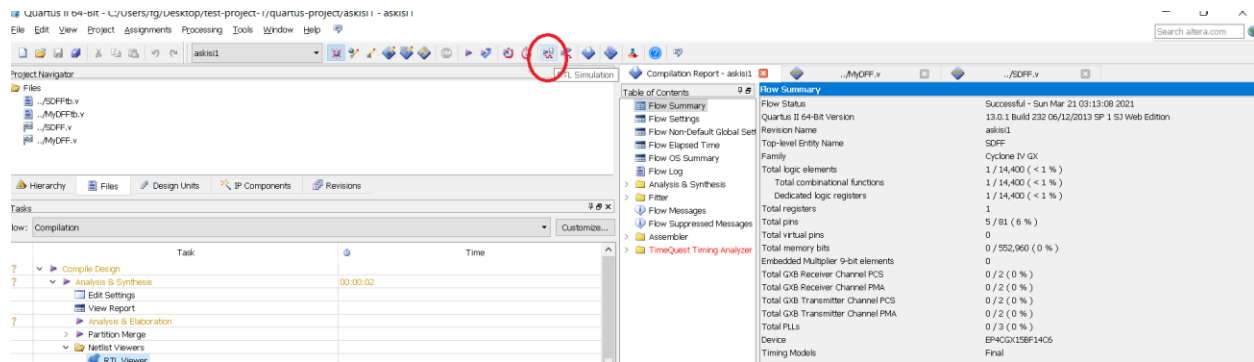 Quartus II 64-Bit - C:/Users/fg/Desktop/test-project-1/quartus-project/askisi1 - askisi1
File Edit View Project Assignments Processing Tools Window Help
Search altera.com
askisi1
Project Navigator
Files
../SDFFtb.v
../MyDFFtb.v
../SDFF.v
../MyDFF.v
Hierarchy Files Design Units IP Components Revisions
Tasks
low: Compilation Customize...
Task Time
Compile Design
Analysis & Synthesis 00:00:02
Edit Settings
View Report
Analysis & Elaboration
Partition Merge
Netlist Viewers
RTL Viewer
TL Simulation
Compilation Report - askisi1 ../MyDFF.v ../SDFF.v
Table of Contents
Flow Summary
Flow Settings
Flow Non-Default Global Sett
Flow Elapsed Time
Flow OS Summary
Flow Log
Analysis & Synthesis
Fitter
Flow Messages
Flow Suppressed Messages
Assembler
TimeQuest Timing Analyzer
Flow Summary
Flow Status Successful - Sun Mar 21 03:13:08 2021
Quartus II 64-Bit Version 13.0.1 Build 232 06/12/2013 SP 1 SJ Web Edition
Revision Name askisi1
Top-level Entity Name SDFF
Family Cyclone IV GX
Total logic elements 1 / 14,400 ( < 1 % )
Total combinational functions 1 / 14,400 ( < 1 % )
Dedicated logic registers 1 / 14,400 ( < 1 % )
Total registers 1
Total pins 5 / 81 ( 6 % )
Total virtual pins 0
Total memory bits 0 / 552,960 ( 0 % )
Embedded Multiplier 9-bit elements 0
Total GXB Receiver Channel PCS 0 / 2 ( 0 % )
Total GXB Receiver Channel PMA 0 / 2 ( 0 % )
Total GXB Transmitter Channel PCS 0 / 2 ( 0 % )
Total GXB Transmitter Channel PMA 0 / 2 ( 0 % )
Total PLLs 0 / 3 ( 0 % )
Device EP4CGX15BF14C6
Timing Models Final